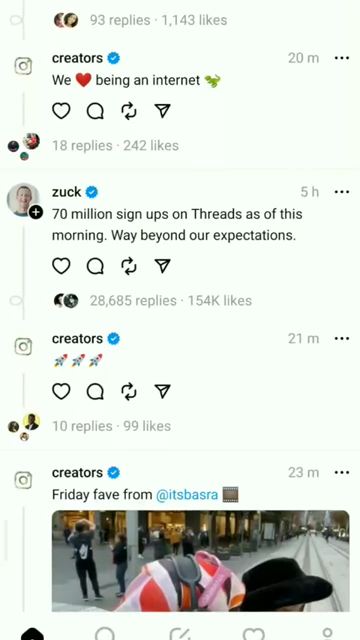 93 replies · 1,143 likes
creators 20 m
We ❤️ being an internet 🦖
18 replies · 242 likes
zuck 5 h
70 million sign ups on Threads as of this
morning. Way beyond our expectations.
28,685 replies · 154K likes
creators 21 m
🚀🚀🚀
10 replies · 99 likes
creators 23 m
Friday fave from @itsbasra 🎞️